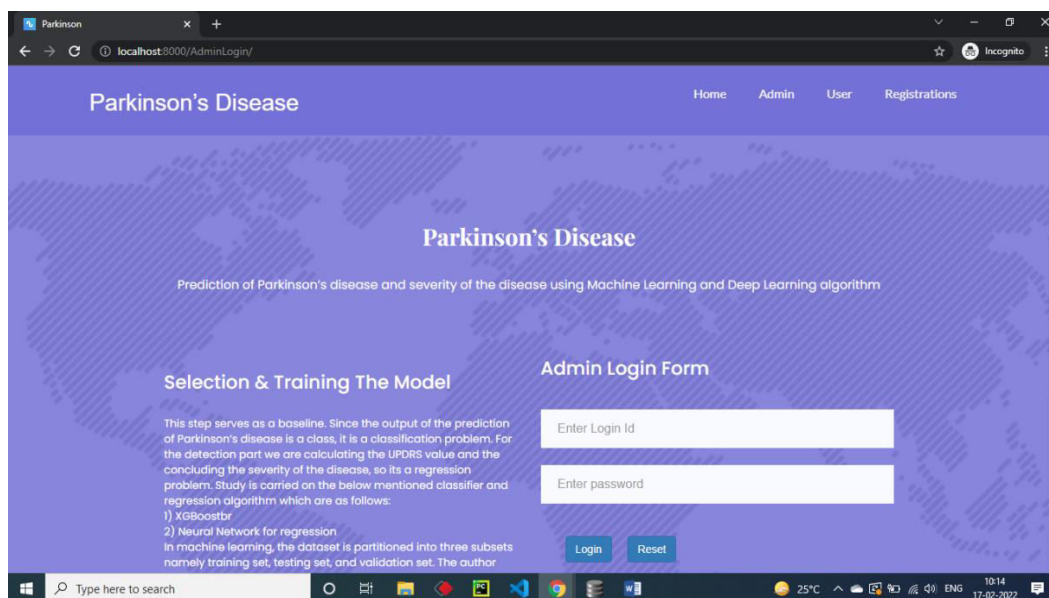 Parkinson
localhost:8000/AdminLogin/
Incognito
Parkinson's Disease
Home Admin User Registrations
Parkinson's Disease
Prediction of Parkinson's disease and severity of the disease using Machine Learning and Deep Learning algorithm
Selection & Training The Model
This step serves as a baseline. Since the output of the prediction
of Parkinson's disease is a class, it is a classification problem. For
the detection part we are calculating the UPDRS value and the
concluding the severity of the disease, so its a regression
problem. Study is carried on the below mentioned classifier and
regression algorithm which are as follows:
1) XGBoostbr
2) Neural Network for regression
In machine learning, the dataset is partitioned into three subsets
namely training set, testing set, and validation set. The author
Admin Login Form
Enter Login Id
Enter password
Login Reset
Type here to search
25°C
ENG
10:14
17-02-2022